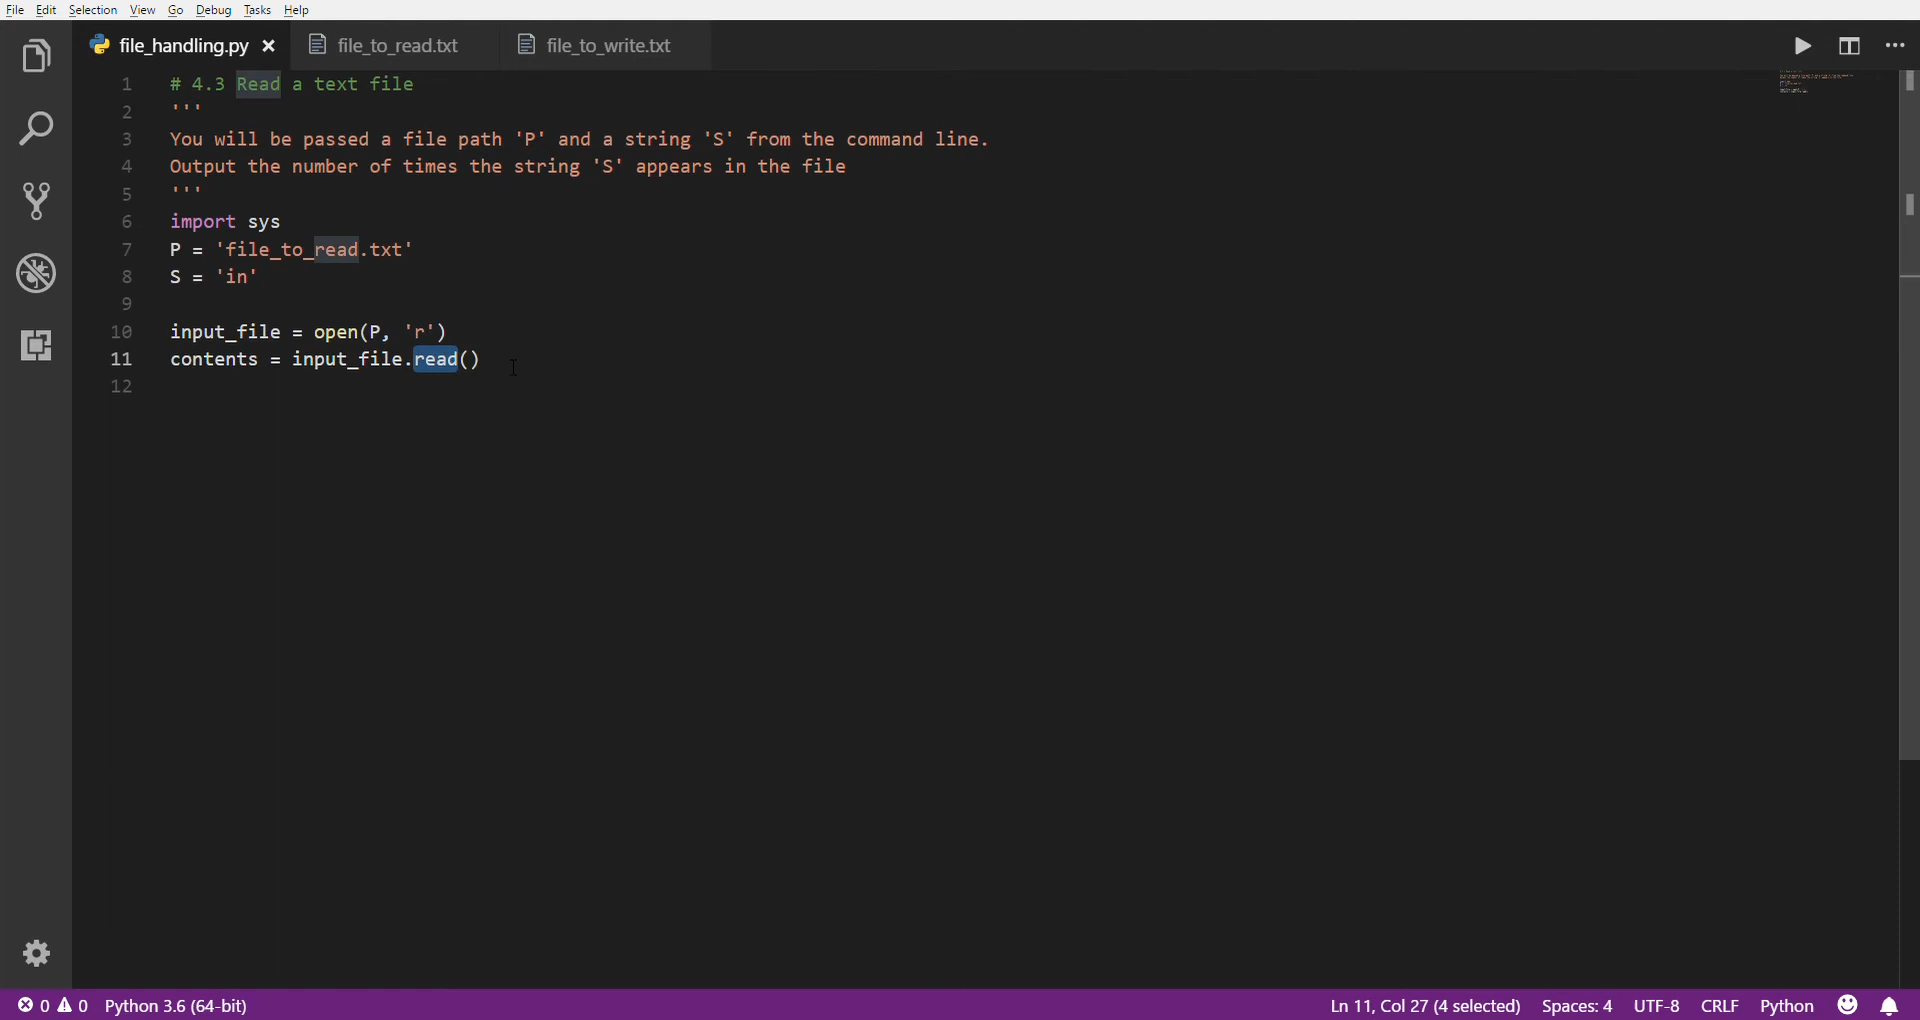 File Edit Selection View Go Debug Tasks Help
file_handling.py file_to_read.txt file_to_write.txt
1 # 4.3 Read a text file
2 '''
3 You will be passed a file path 'P' and a string 'S' from the command line.
4 Output the number of times the string 'S' appears in the file
5 '''
6 import sys
7 P = 'file_to_read.txt'
8 S = 'in'
9
10 input_file = open(P, 'r')
11 contents = input_file.read()
12
0 0 Python 3.6 (64-bit) Ln 11, Col 27 (4 selected) Spaces: 4 UTF-8 CRLF Python